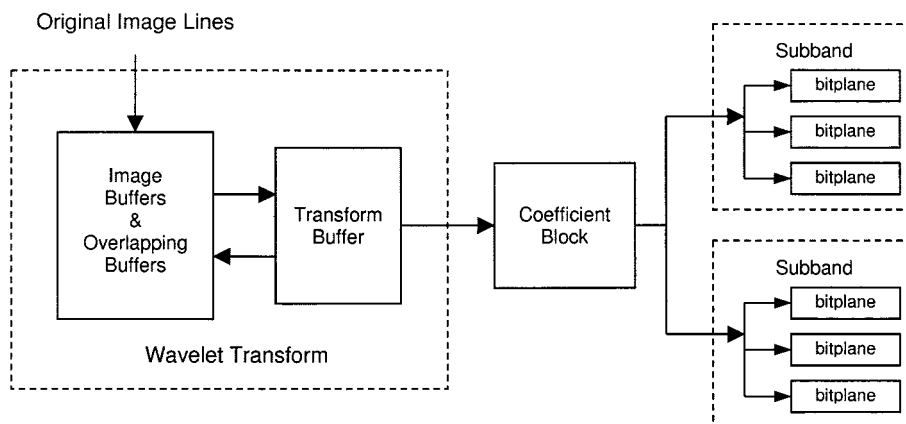 Original Image Lines
Image
Buffers
&
Overlapping
Buffers
Transform
Buffer
Wavelet Transform
Coefficient
Block
Subband
bitplane
bitplane
bitplane
Subband
bitplane
bitplane
bitplane